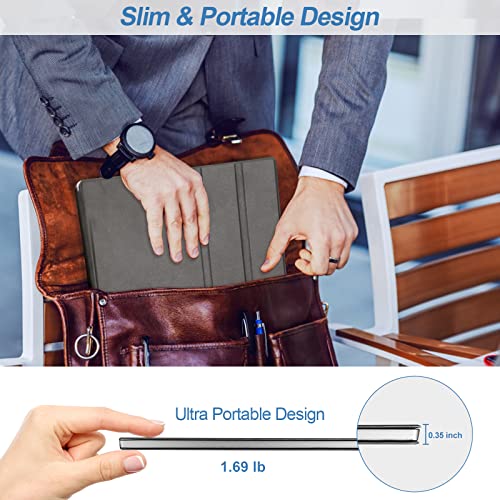 Slim & Portable Design
Ultra Portable Design
0.35 inch
1.69 lb